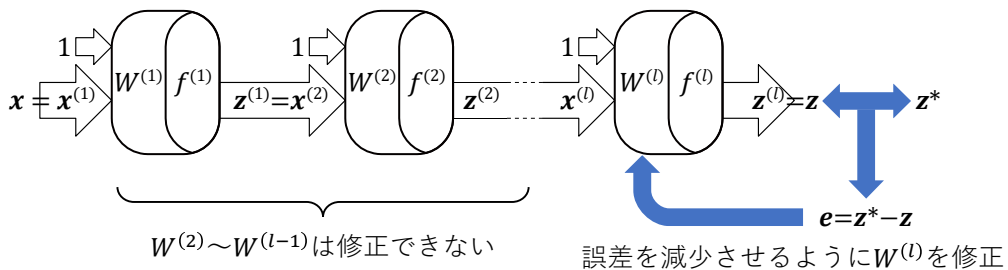 1 W⁽¹⁾ f⁽¹⁾ 1 W⁽²⁾ f⁽²⁾ 1 W⁽ˡ⁾ f⁽ˡ⁾
x = x⁽¹⁾ z⁽¹⁾=x⁽²⁾ z⁽²⁾ x⁽ˡ⁾ z⁽ˡ⁾=z z*
e=z*−z
W⁽²⁾～W⁽ˡ⁻¹⁾は修正できない
誤差を減少させるようにW⁽ˡ⁾を修正